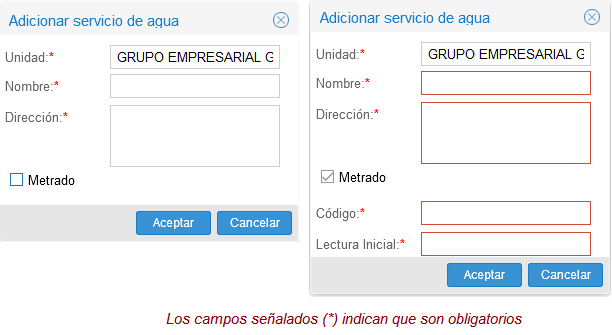 Adicionar servicio de agua
Unidad:* GRUPO EMPRESARIAL G
Nombre:*
Dirección:*
Metrado
Aceptar Cancelar
Adicionar servicio de agua
Unidad:* GRUPO EMPRESARIAL G
Nombre:*
Dirección:*
Metrado
Código:*
Lectura Inicial:*
Aceptar Cancelar
Los campos señalados (*) indican que son obligatorios